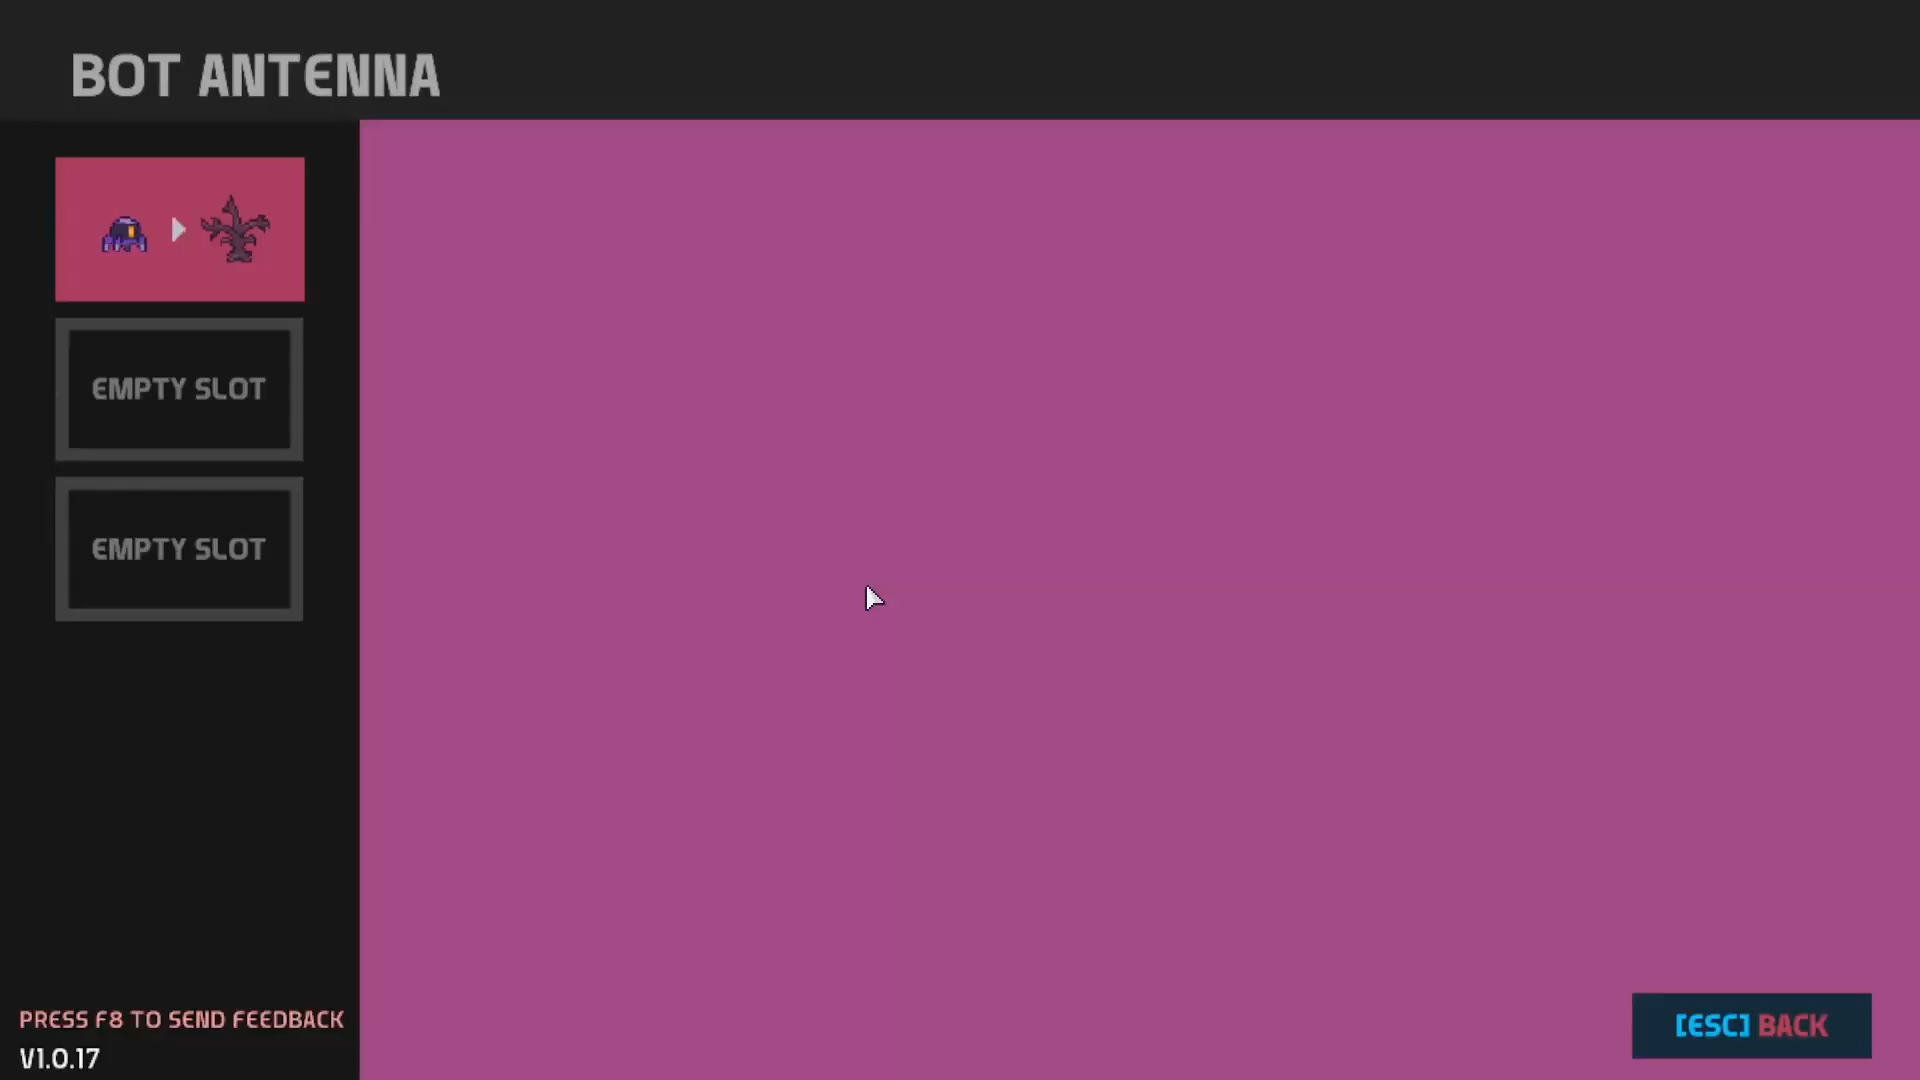 BOT ANTENNA
EMPTY SLOT
EMPTY SLOT
PRESS F8 TO SEND FEEDBACK
V1.0.17
[ESC] BACK